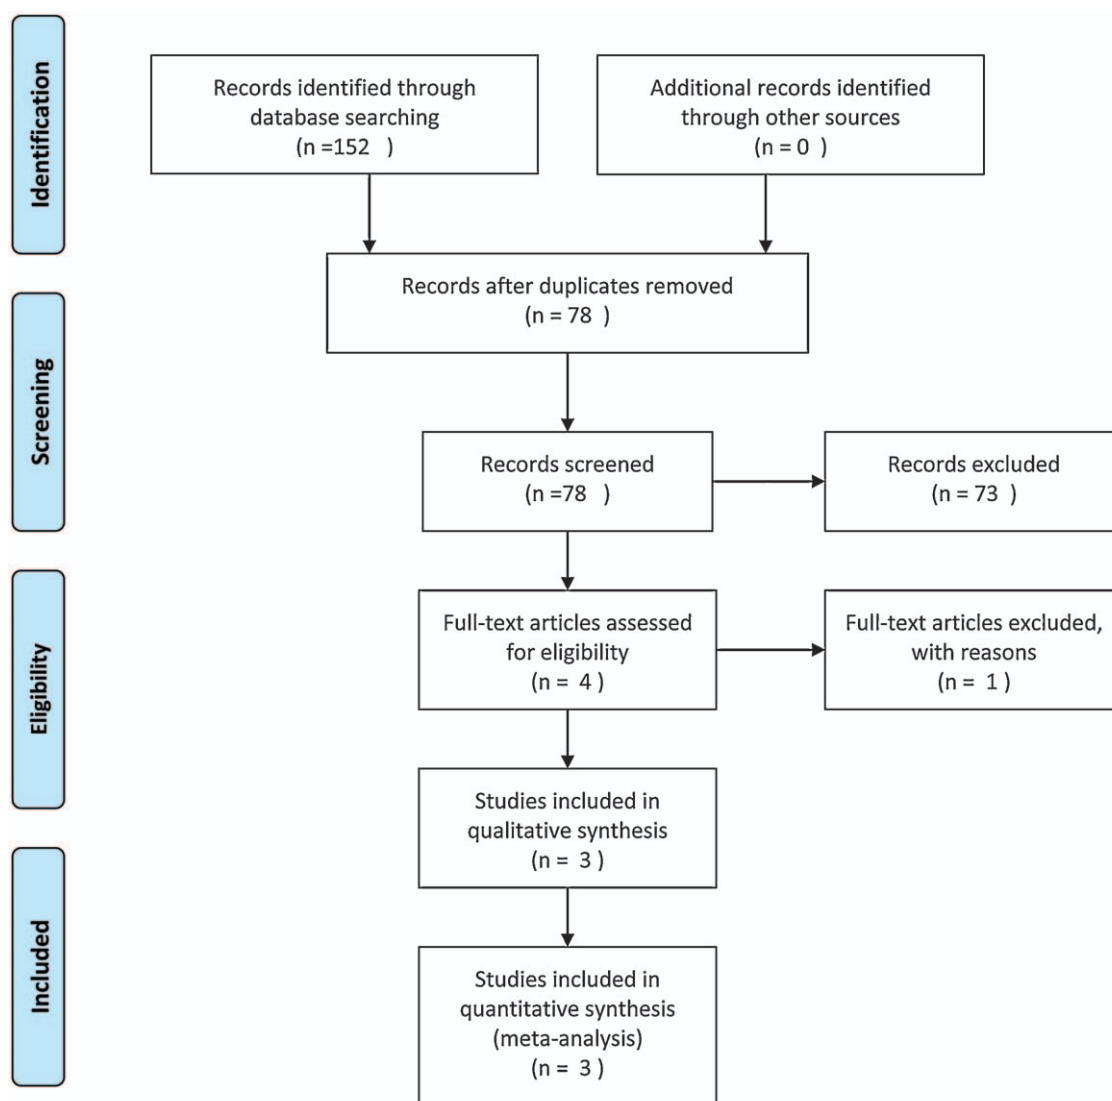 Identification
Records identified through
database searching
(n =152 )
Additional records identified
through other sources
(n = 0 )
Records after duplicates removed
(n = 78 )
Screening
Records screened
(n =78 )
Records excluded
(n = 73 )
Eligibility
Full-text articles assessed
for eligibility
(n = 4 )
Full-text articles excluded,
with reasons
(n = 1 )
Studies included in
qualitative synthesis
(n = 3 )
Included
Studies included in
quantitative synthesis
(meta-analysis)
(n = 3 )